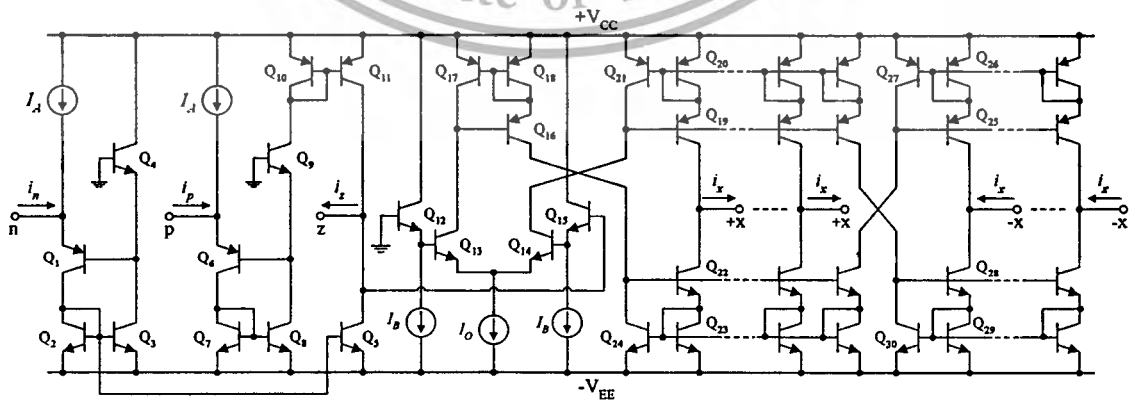 +V_CC
Q10 Q11 Q17 Q18 Q21 Q20 Q27 Q26
I_A I_A
Q4 Q9 Q16 Q19 Q25
i_n i_p i_z Q12 Q15 i_x i_x i_x i_x
n p z +x +x -x -x
Q13 Q14
Q1 Q6 Q22 Q28
I_B I_O I_B
Q2 Q3 Q7 Q8 Q5 Q24 Q23 Q30 Q29
-V_EE